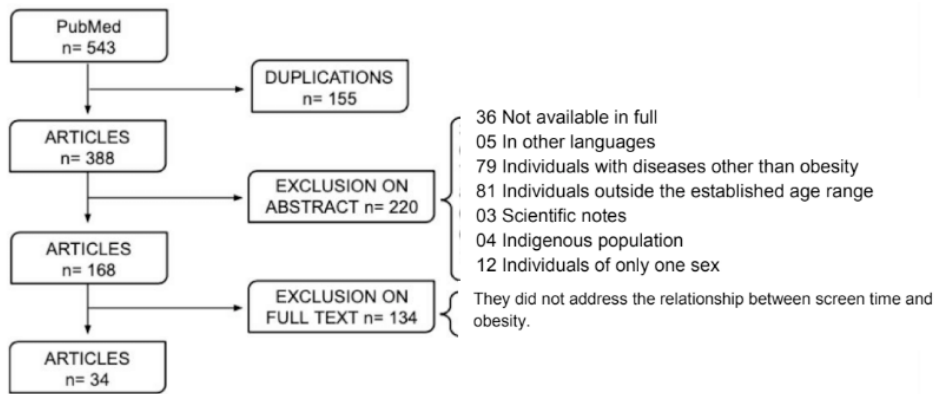 PubMed
n= 543
DUPLICATIONS
n= 155
ARTICLES
n= 388
36 Not available in full
05 In other languages
79 Individuals with diseases other than obesity
81 Individuals outside the established age range
03 Scientific notes
04 Indigenous population
12 Individuals of only one sex
EXCLUSION ON
ABSTRACT n= 220
ARTICLES
n= 168
EXCLUSION ON
FULL TEXT n= 134
They did not address the relationship between screen time and
obesity.
ARTICLES
n= 34